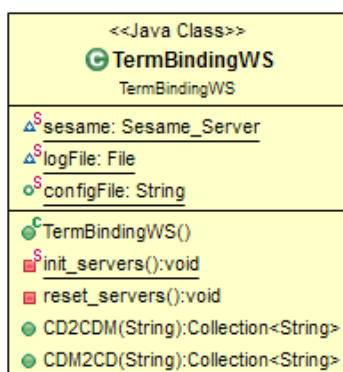 <<Java Class>>
C TermBindingWS
TermBindingWS
S sesame: Sesame_Server
S logFile: File
S configFile: String
C TermBindingWS()
S init_servers():void
reset_servers():void
CD2CDM(String):Collection<String>
CDM2CD(String):Collection<String>